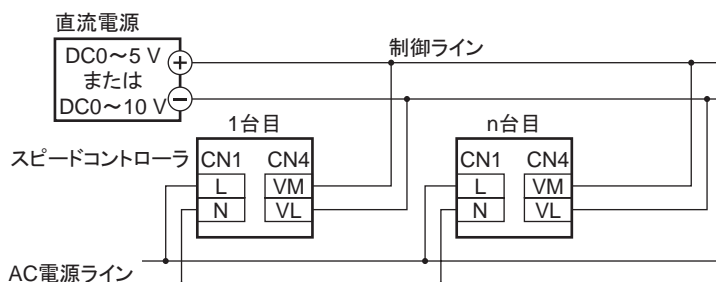 直流電源
DC0～5 V
または
DC0～10 V
+
−
制御ライン
1台目
n台目
スピードコントローラ
CN1 CN4
L VM
N VL
CN1 CN4
L VM
N VL
AC電源ライン